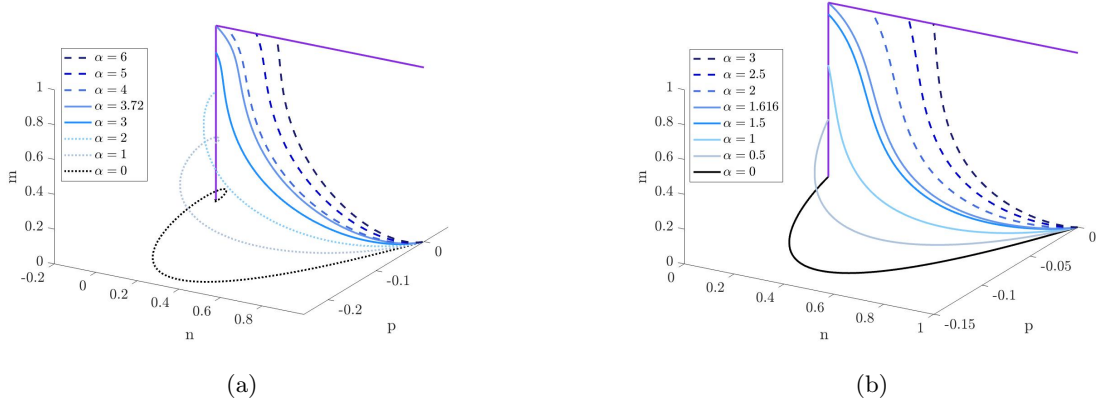 α = 6
α = 5
α = 4
α = 3.72
α = 3
α = 2
α = 1
α = 0
1
0.8
0.6
0.4
0.2
0
m
-0.2
0
0.2
0.4
0.6
0.8
n
-0.2
-0.1
0
p
(a)
α = 3
α = 2.5
α = 2
α = 1.616
α = 1.5
α = 1
α = 0.5
α = 0
1
0.8
0.6
0.4
0.2
0
m
0
0.2
0.4
0.6
0.8
1
n
-0.15
-0.1
-0.05
0
p
(b)